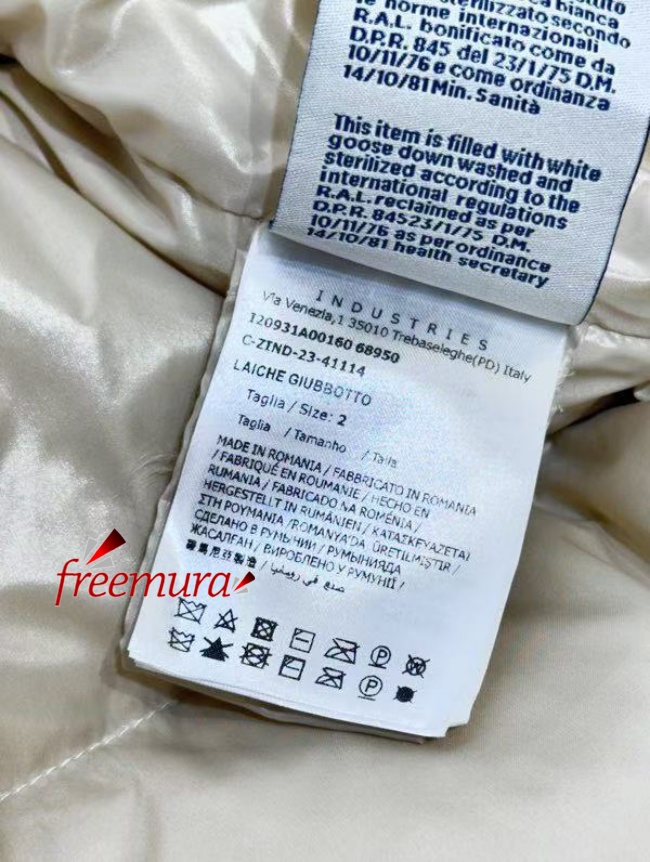 bianca
sterilizzato secondo
le norme internazionali
R.A.L. bonificato come da
D.P.R. 845 del 23/1/75 D.M.
10/11/76 e come ordinanza
14/10/81 Min. Sanità
This item is filled with white
goose down washed and
sterilized according to the
international regulations
R.A.L. reclaimed as per
D.P.R. 84523/1/75 D.M.
10/11/76 as per ordinance
14/10/81 health secretary
INDUSTRIES
Via Venezia,1 35010 Trebaseleghe(PD) Italy
120931A00160 68950
C-ZIND-23-41114
LAICHE GIUBBOTTO
Taglia / Size: 2
Taglia / Tamanho / Talla
MADE IN ROMANIA / FABBRICATO IN ROMANIA
/ FABRIQUÉ EN ROUMANIE / HECHO EN
RUMANIA / FABRICADO NA ROMÉNIA /
HERGESTELLT IN RUMÄNIEN / ΚΑΤΑΣΚΕΥΑΖΕΤΑΙ
ΣΤΗ ΡΟΥΜΑΝΙΑ /ROMANYA'DA ÜRETILMIŞTIR /
СДЕЛАНО В РУМЫНИИ / РУМЫНИЯДА
ЖАСАЛҒАН / ВИРОБЛЕНО У РУМУНІЇ /
/ صنع في رومانيا
freemura